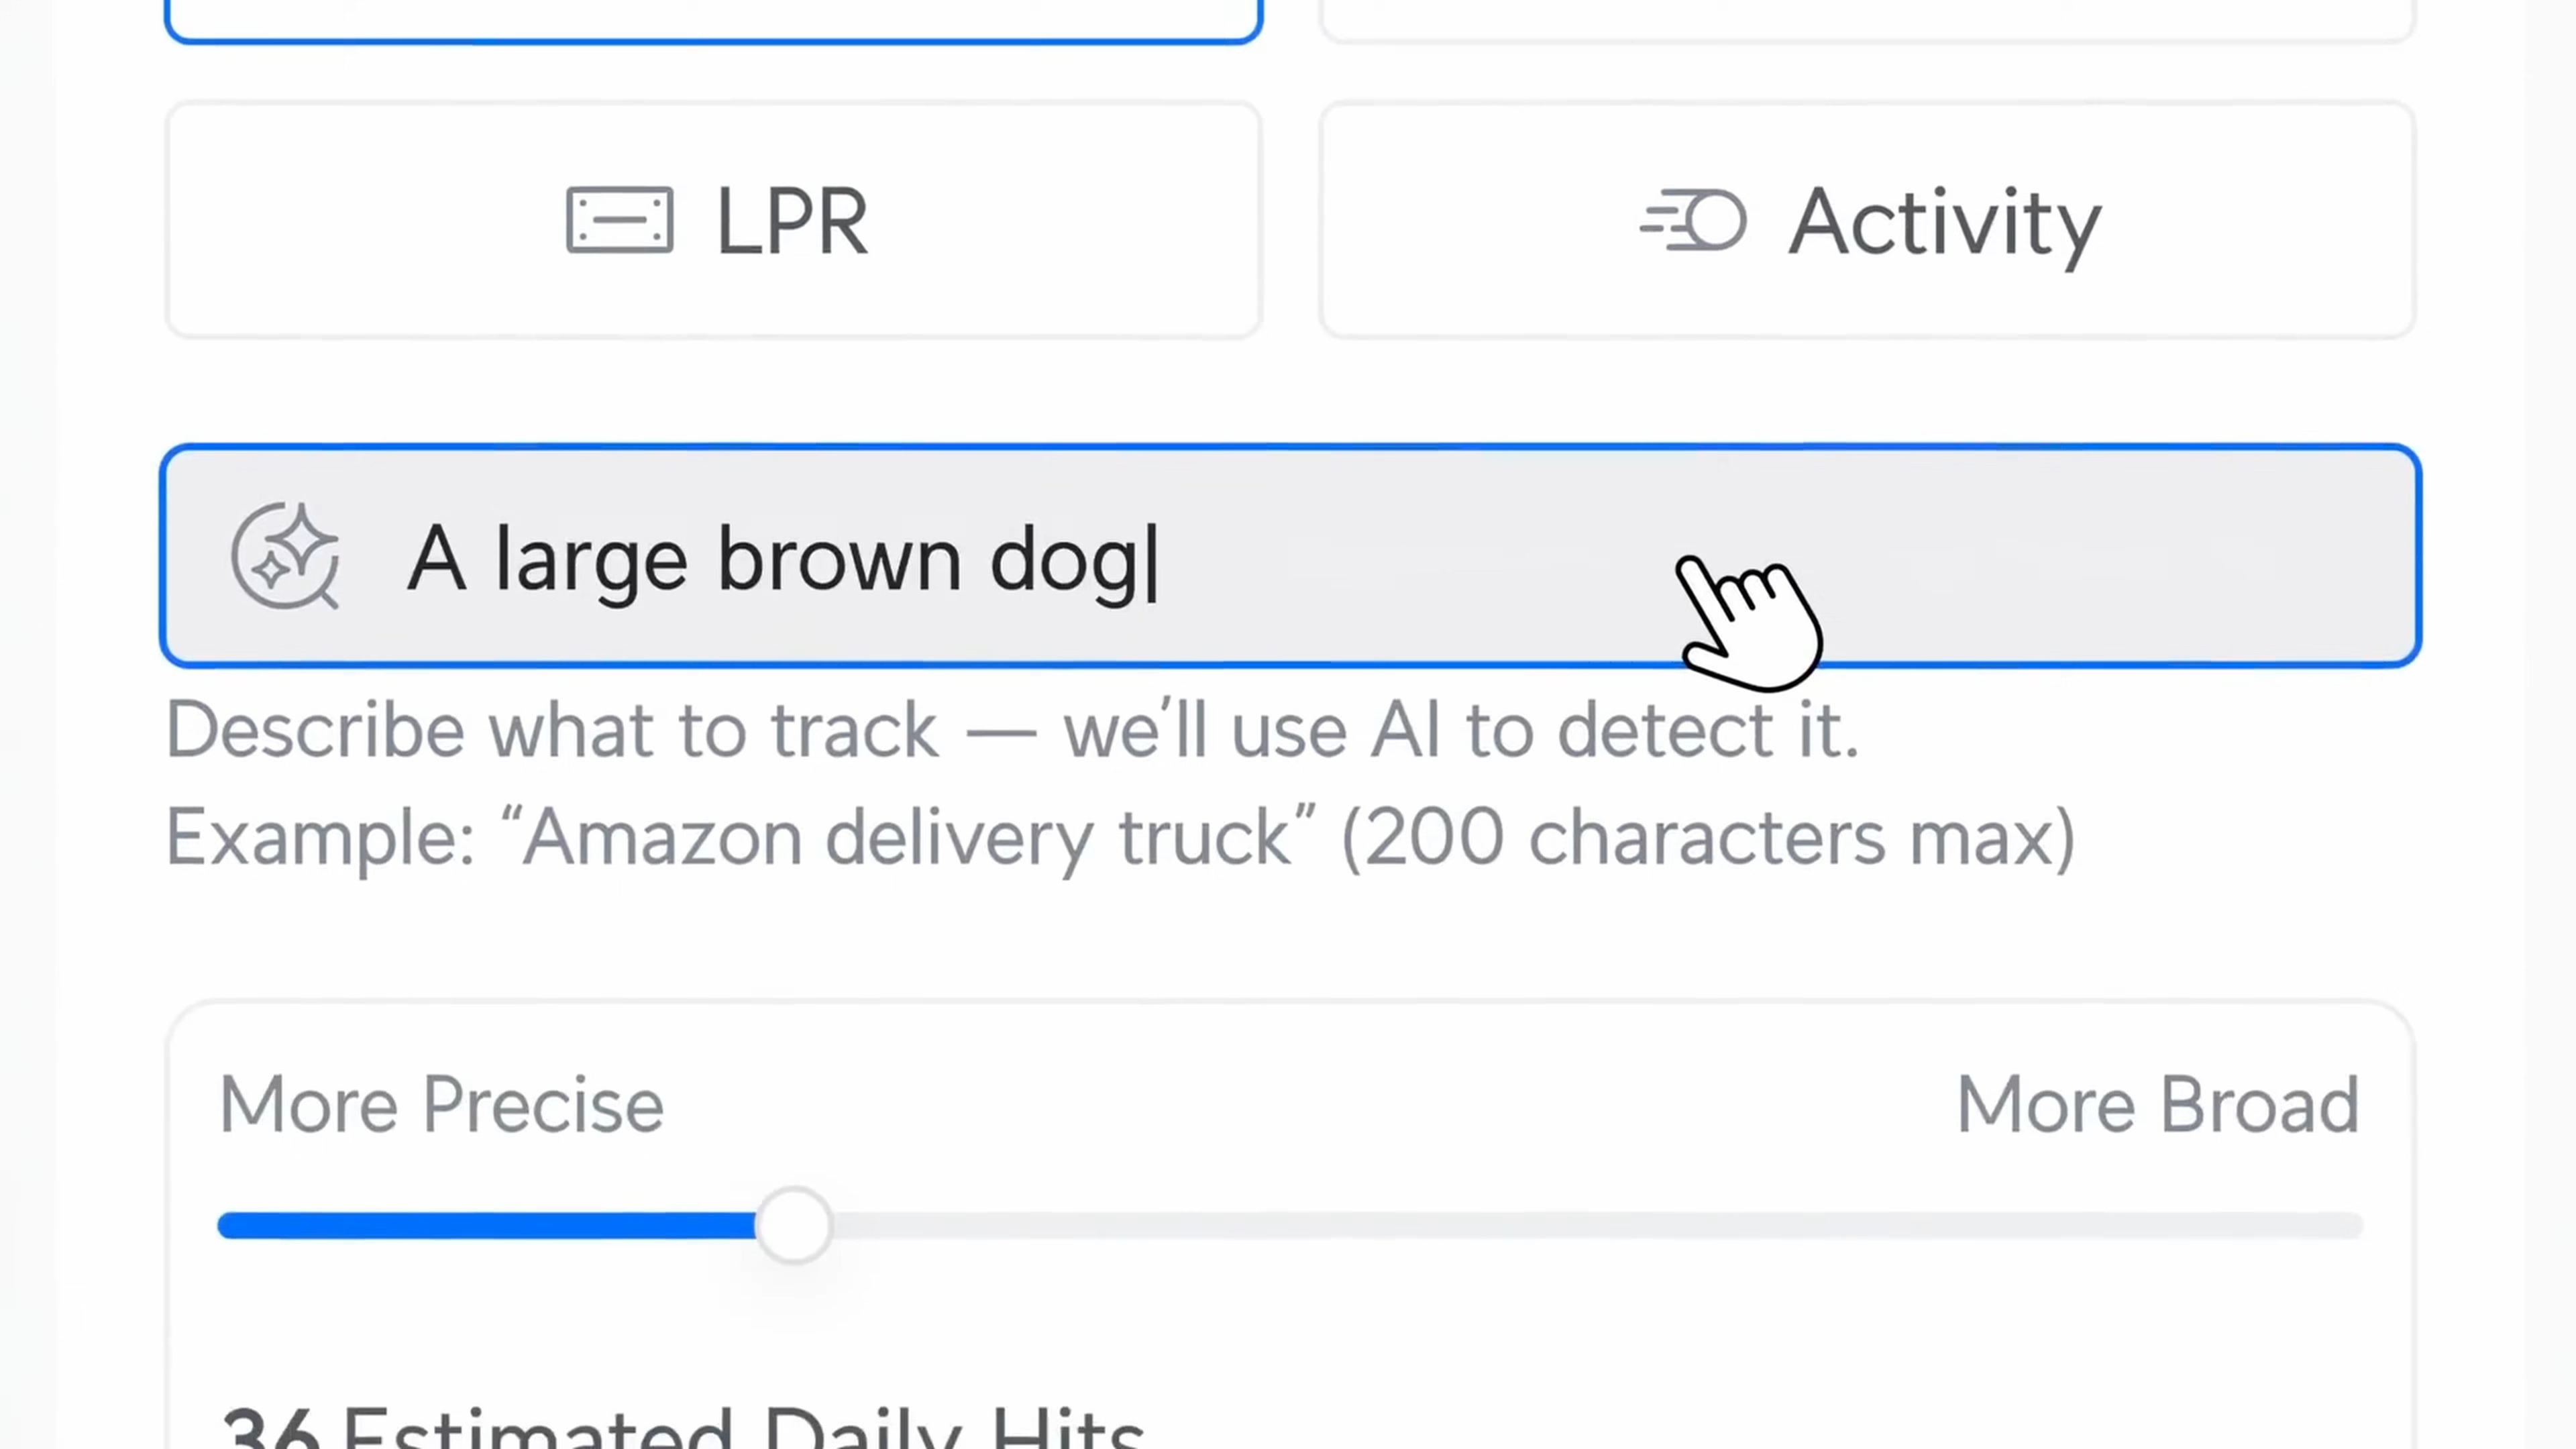 LPR
Activity
A large brown dog
Describe what to track — we’ll use AI to detect it.
Example: “Amazon delivery truck” (200 characters max)
More Precise
More Broad
36 Estimated Daily Hits